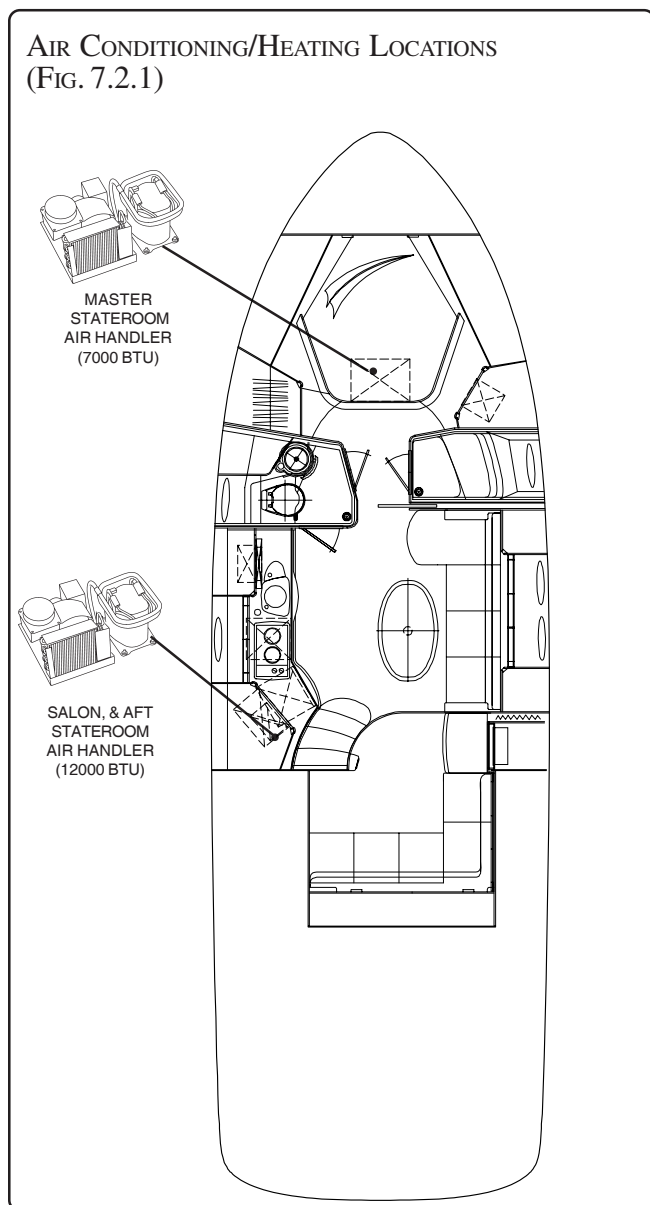 Air Conditioning/Heating Locations
(Fig. 7.2.1)
MASTER
STATEROOM
AIR HANDLER
(7000 BTU)
SALON, & AFT
STATEROOM
AIR HANDLER
(12000 BTU)